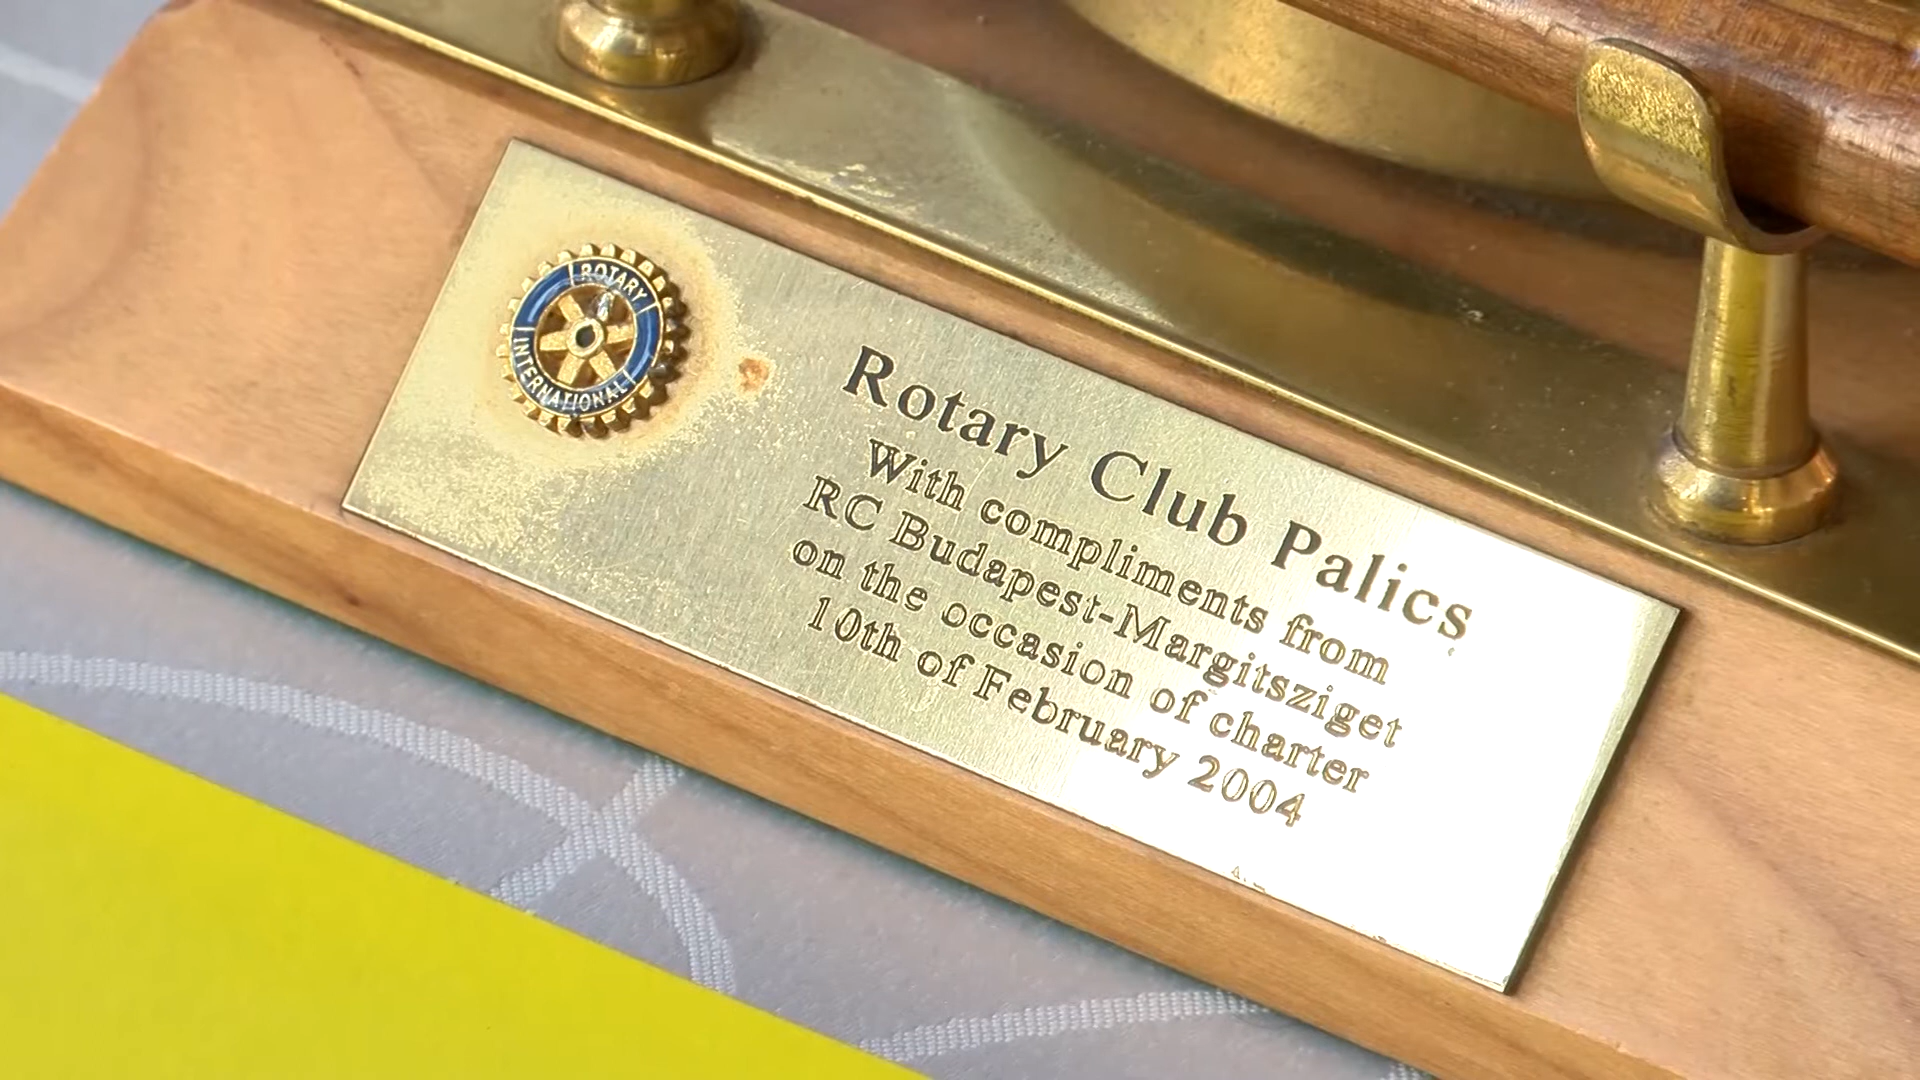 ROTARY
INTERNATIONAL
Rotary Club Palics
With compliments from
RC Budapest-Margitsziget
on the occasion of charter
10th of February 2004